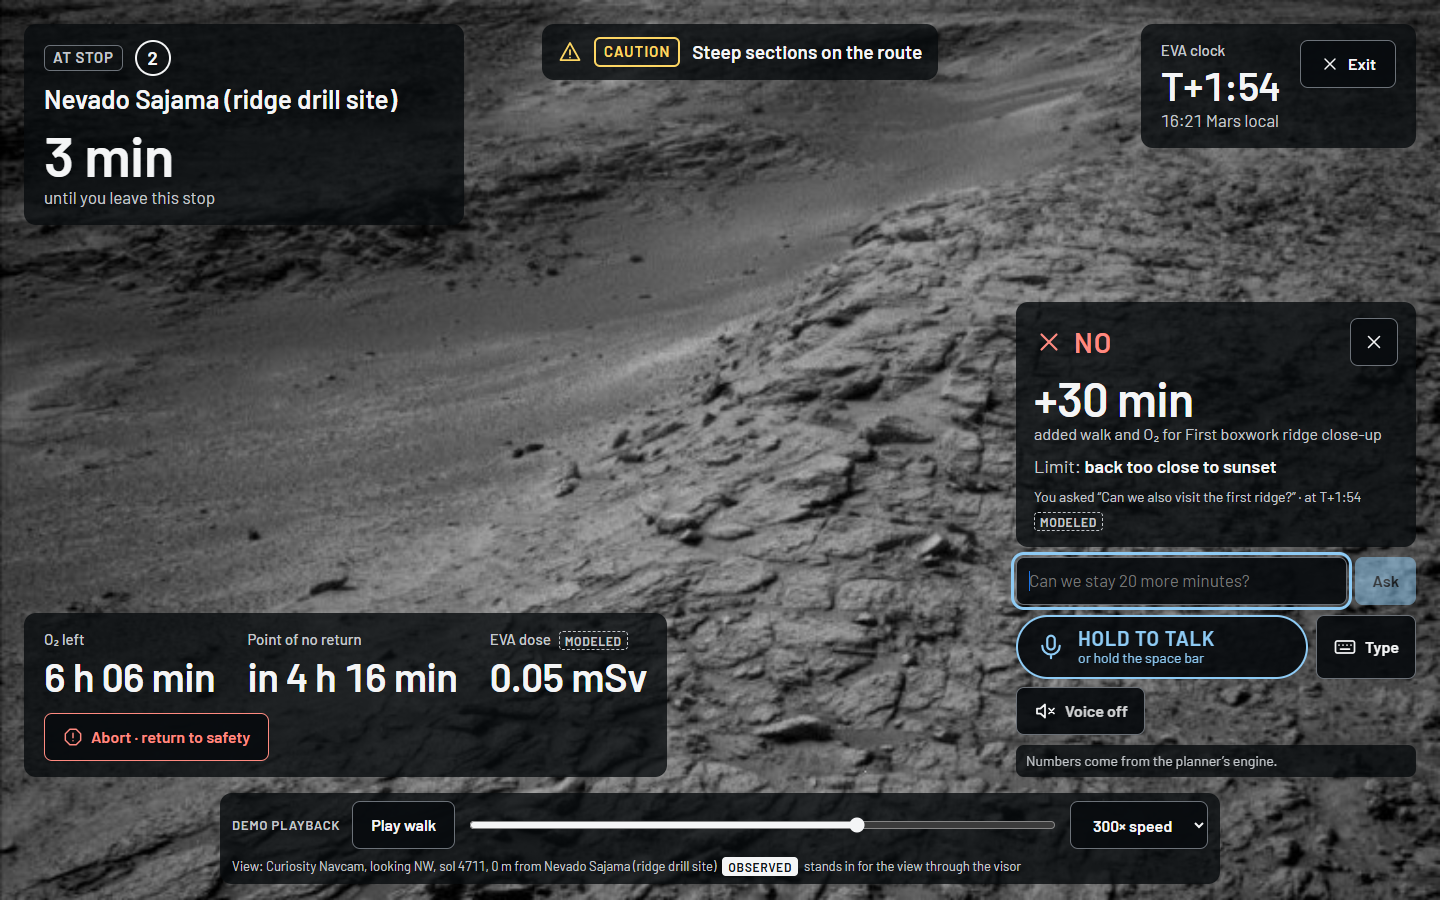 AT STOP 2
Nevado Sajama (ridge drill site)
3 min
until you leave this stop
CAUTION Steep sections on the route
EVA clock
T+1:54
16:21 Mars local
Exit
NO
+30 min
added walk and O₂ for First boxwork ridge close-up
Limit: back too close to sunset
You asked “Can we also visit the first ridge?” · at T+1:54
MODELED
Can we stay 20 more minutes?
Ask
HOLD TO TALK
or hold the space bar
Type
Voice off
Numbers come from the planner’s engine.
O₂ left
6 h 06 min
Point of no return
in 4 h 16 min
EVA dose MODELED
0.05 mSv
Abort · return to safety
DEMO PLAYBACK Play walk 300× speed
View: Curiosity Navcam, looking NW, sol 4711, 0 m from Nevado Sajama (ridge drill site) OBSERVED stands in for the view through the visor